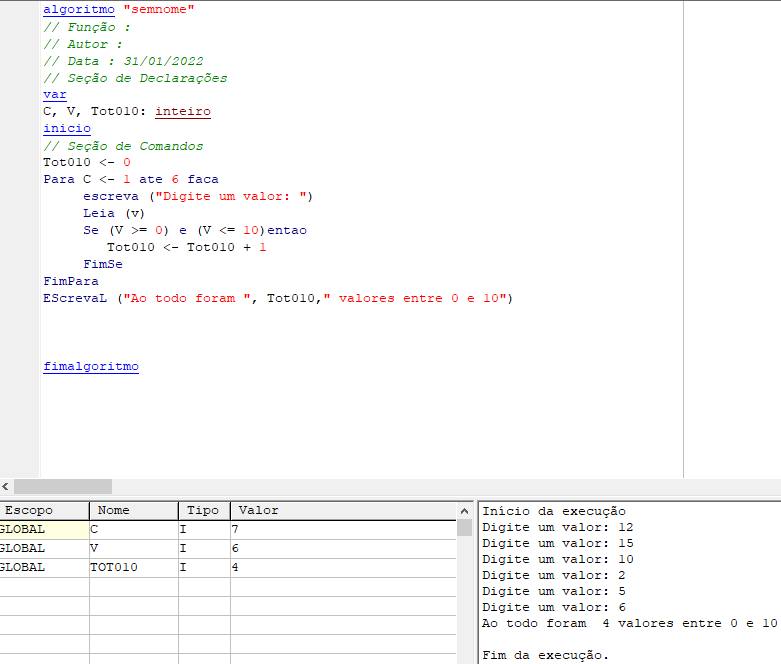 algoritmo "semnome"
// Função :
// Autor :
// Data : 31/01/2022
// Seção de Declarações
var
C, V, Tot010: inteiro
inicio
// Seção de Comandos
Tot010 <- 0
Para C <- 1 ate 6 faca
escreva ("Digite um valor: ")
Leia (v)
Se (V >= 0) e (V <= 10)entao
Tot010 <- Tot010 + 1
FimSe
FimPara
EScrevaL ("Ao todo foram ", Tot010," valores entre 0 e 10")
fimalgoritmo
Escopo Nome Tipo Valor
GLOBAL C I 7
GLOBAL V I 6
GLOBAL TOT010 I 4
Início da execução
Digite um valor: 12
Digite um valor: 15
Digite um valor: 10
Digite um valor: 2
Digite um valor: 5
Digite um valor: 6
Ao todo foram  4 valores entre 0 e 10
Fim da execução.